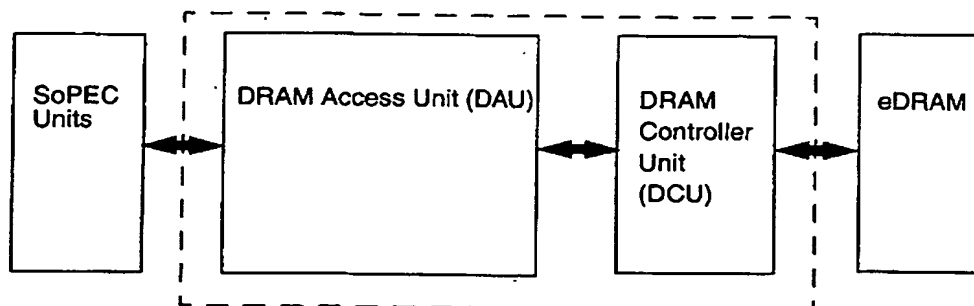 SoPEC
Units
DRAM Access Unit (DAU)
DRAM
Controller
Unit
(DCU)
eDRAM